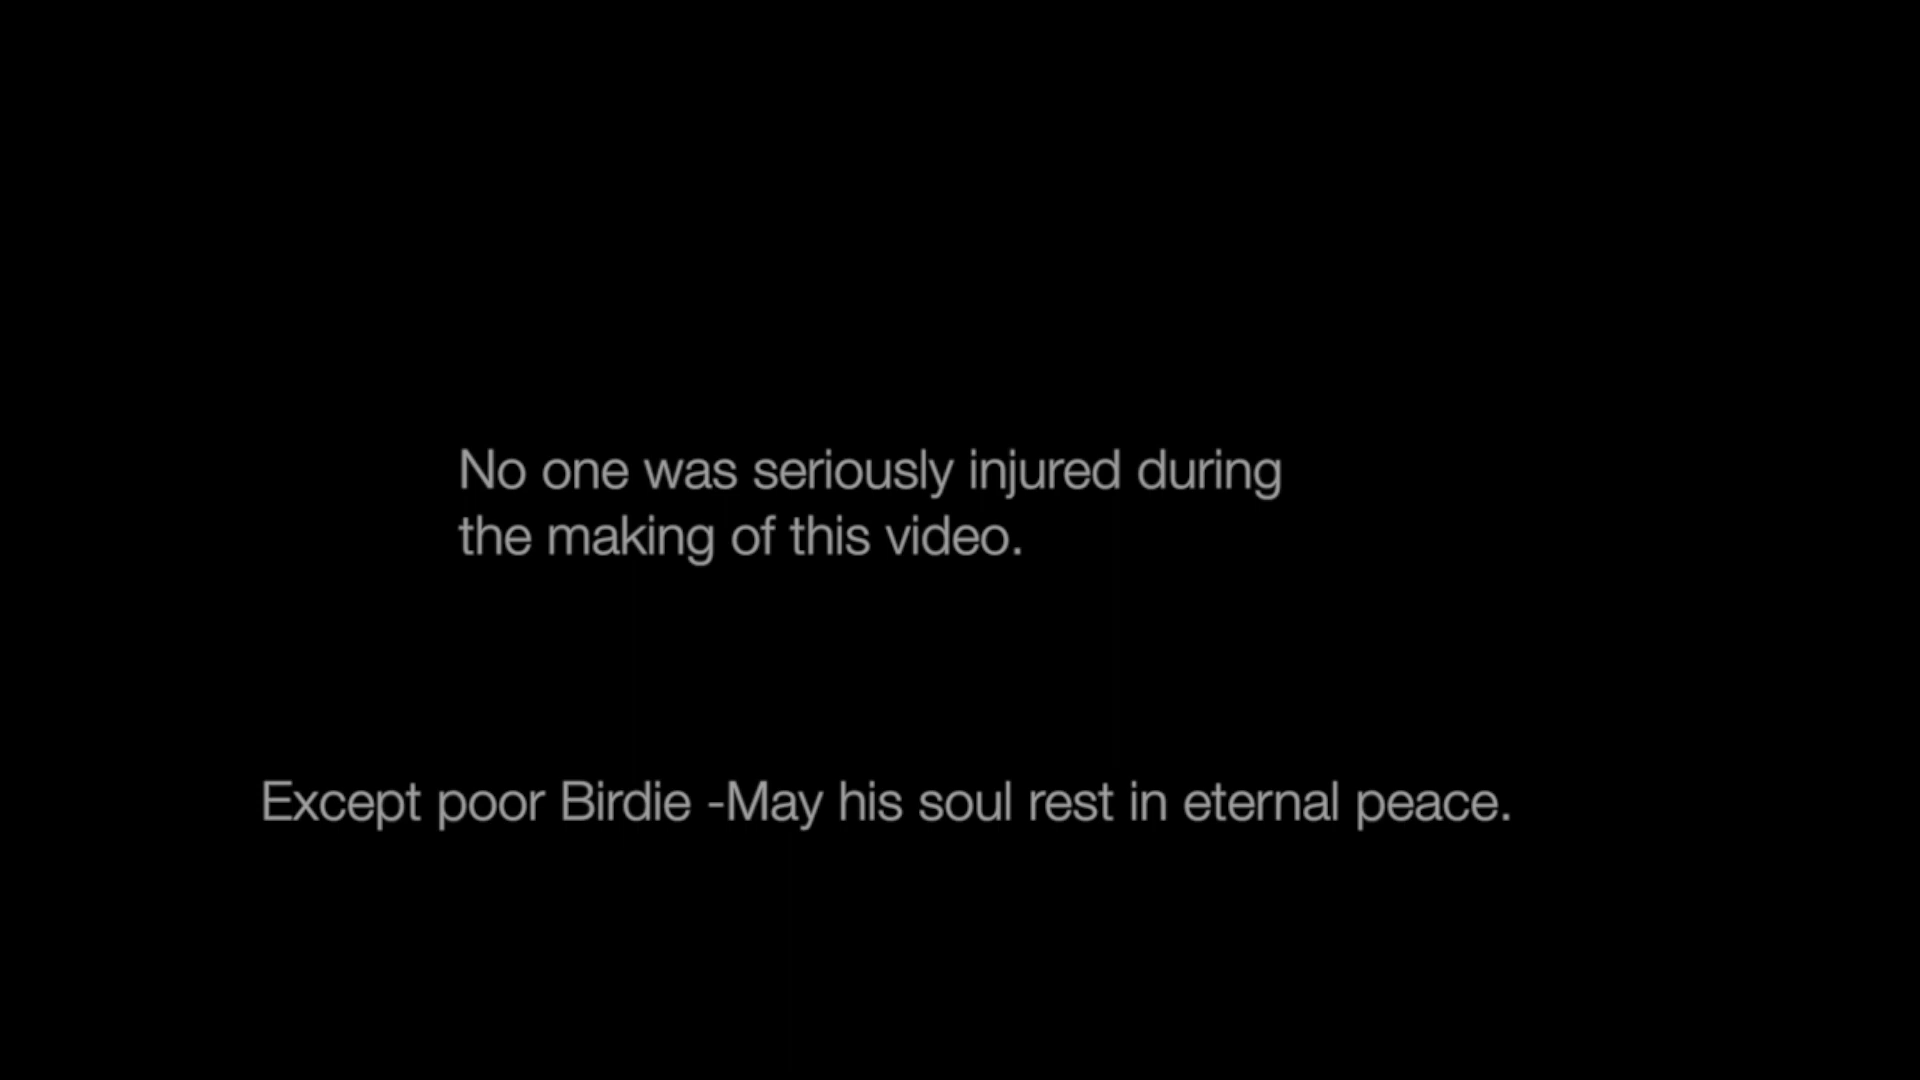 No one was seriously injured during
the making of this video.
Except poor Birdie -May his soul rest in eternal peace.